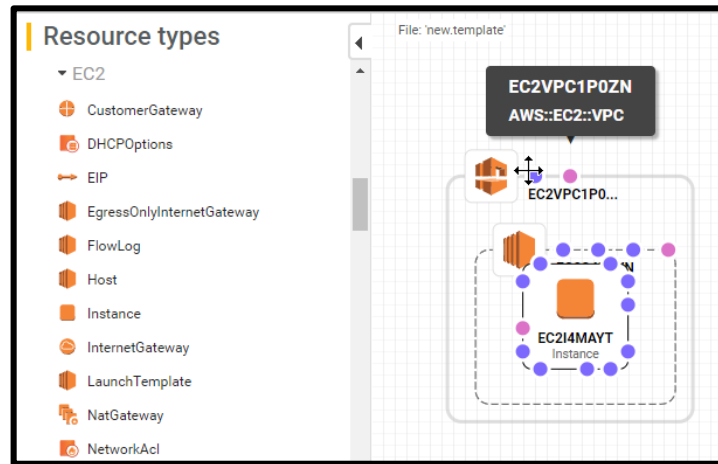 Resource types
EC2
CustomerGateway
DHCPOptions
EIP
EgressOnlyInternetGateway
FlowLog
Host
Instance
InternetGateway
LaunchTemplate
NatGateway
NetworkAcl
File: 'new.template'
EC2VPC1P0ZN
AWS::EC2::VPC
EC2VPC1P0...
EC2I4MAYT
Instance